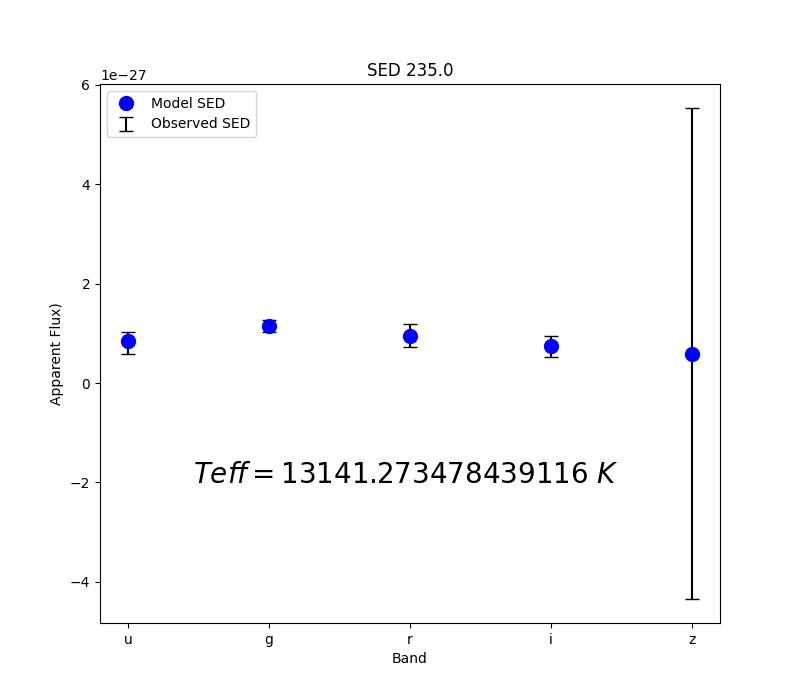 SED 235.0
1e−27
Model SED
Observed SED
6
4
2
0
−2
−4
Apparent Flux)
Teff = 13141.273478439116 K
u g r i z
Band